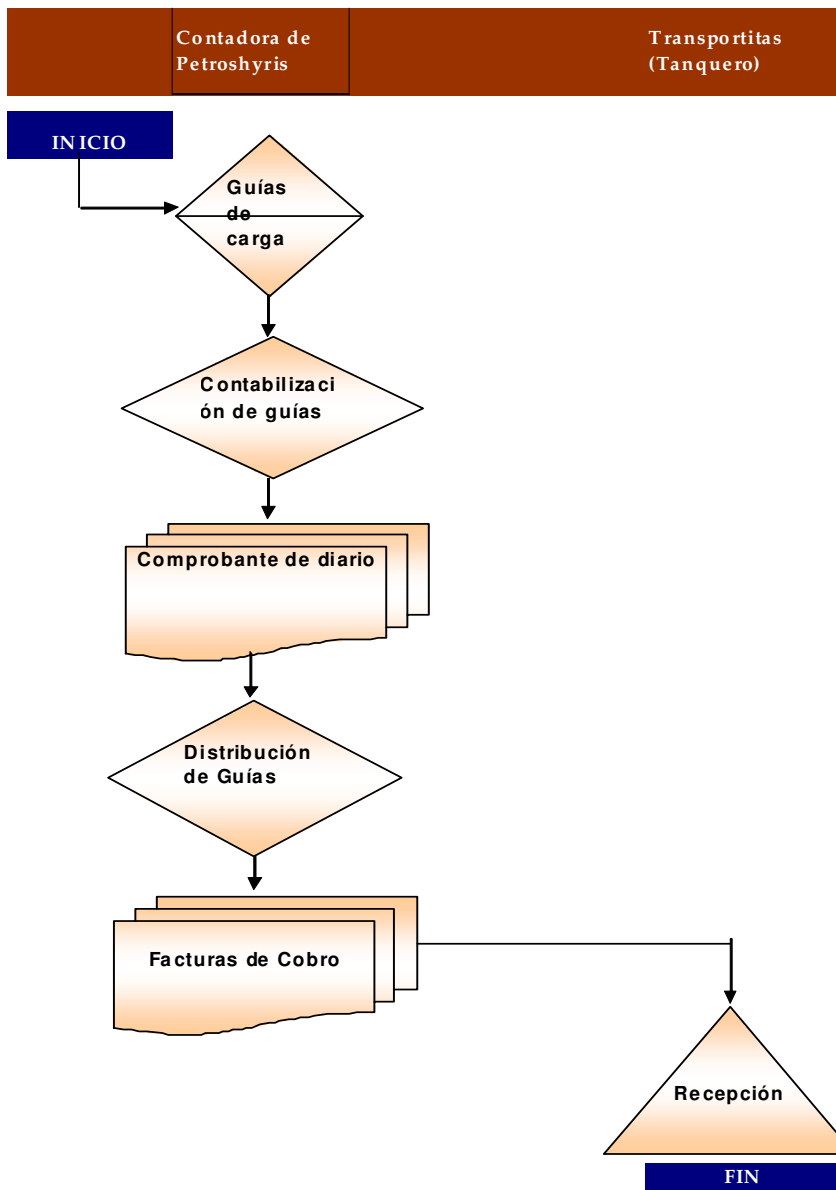 Contadora de
Petroshyris
Transportitas
(Tanquero)
INICIO
Guías
de
carga
Contabilizaci
ón de guías
Comprobante de diario
Distribución
de Guías
Facturas de Cobro
Recepción
FIN